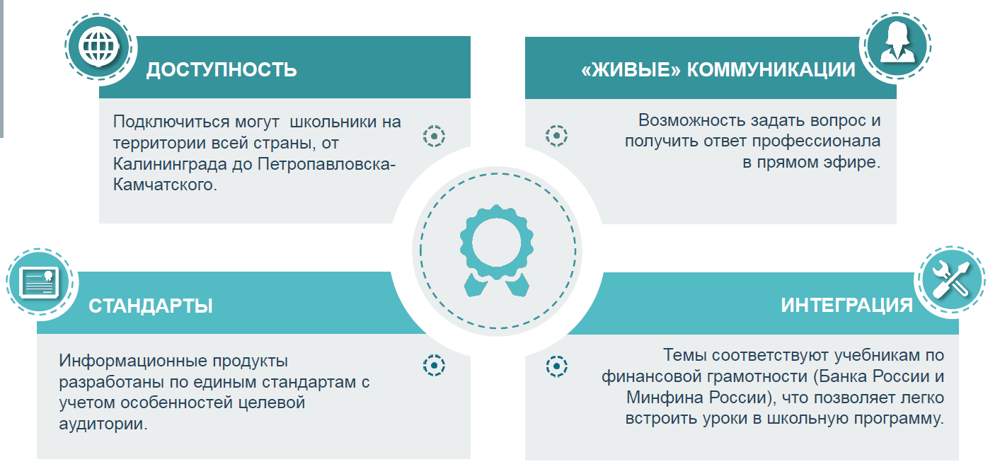 ДОСТУПНОСТЬ
Подключиться могут школьники на
территории всей страны, от
Калининграда до Петропавловска-
Камчатского.
«ЖИВЫЕ» КОММУНИКАЦИИ
Возможность задать вопрос и
получить ответ профессионала
в прямом эфире.
СТАНДАРТЫ
Информационные продукты
разработаны по единым стандартам с
учетом особенностей целевой
аудитории.
ИНТЕГРАЦИЯ
Темы соответствуют учебникам по
финансовой грамотности (Банка России и
Минфина России), что позволяет легко
встроить уроки в школьную программу.